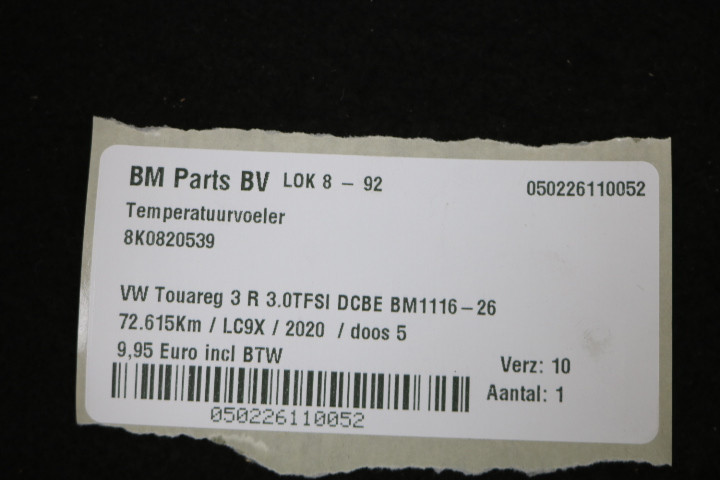 BM Parts BV LOK 8 - 92 050226110052
Temperatuurvoeler
8K0820539
VW Touareg 3 R 3.0TFSI DCBE BM1116-26
72.615Km / LC9X / 2020 / doos 5
9,95 Euro incl BTW
Verz: 10
Aantal: 1
050226110052